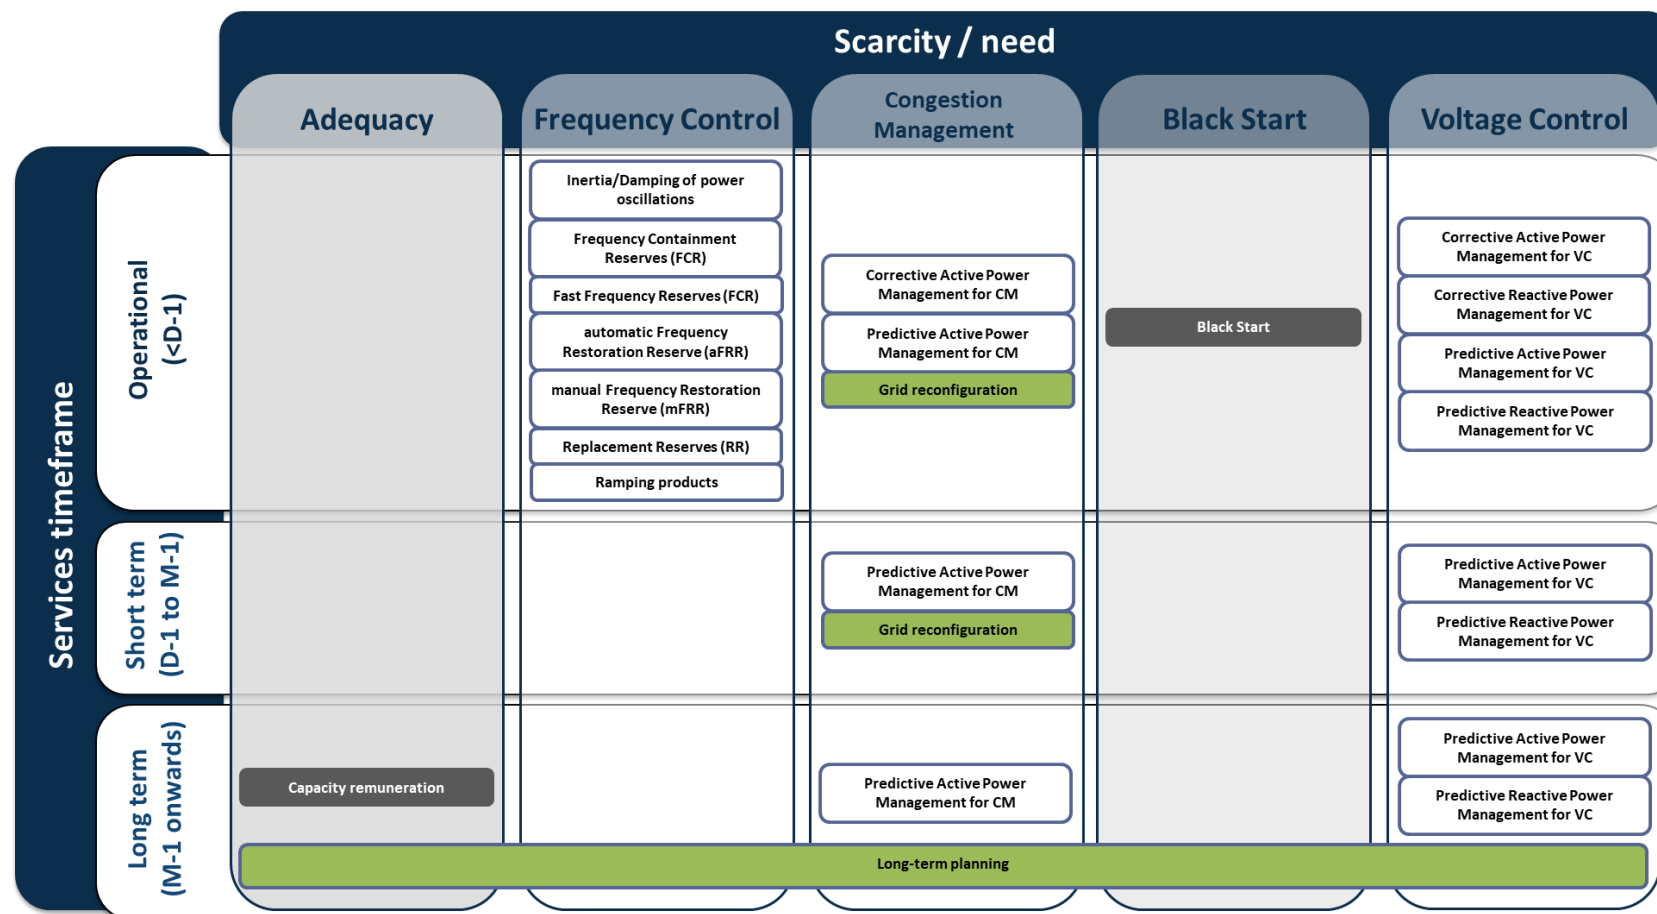 Scarcity / need
Adequacy
Frequency Control
Congestion
Management
Black Start
Voltage Control
Services timeframe
Operational
(<D-1)
Inertia/Damping of power
oscillations
Frequency Containment
Reserves (FCR)
Fast Frequency Reserves (FCR)
automatic Frequency
Restoration Reserve (aFRR)
manual Frequency Restoration
Reserve (mFRR)
Replacement Reserves (RR)
Ramping products
Corrective Active Power
Management for CM
Predictive Active Power
Management for CM
Grid reconfiguration
Black Start
Corrective Active Power
Management for VC
Corrective Reactive Power
Management for VC
Predictive Active Power
Management for VC
Predictive Reactive Power
Management for VC
Short term
(D-1 to M-1)
Predictive Active Power
Management for CM
Grid reconfiguration
Predictive Active Power
Management for VC
Predictive Reactive Power
Management for VC
Long term
(M-1 onwards)
Capacity remuneration
Predictive Active Power
Management for CM
Predictive Active Power
Management for VC
Predictive Reactive Power
Management for VC
Long-term planning